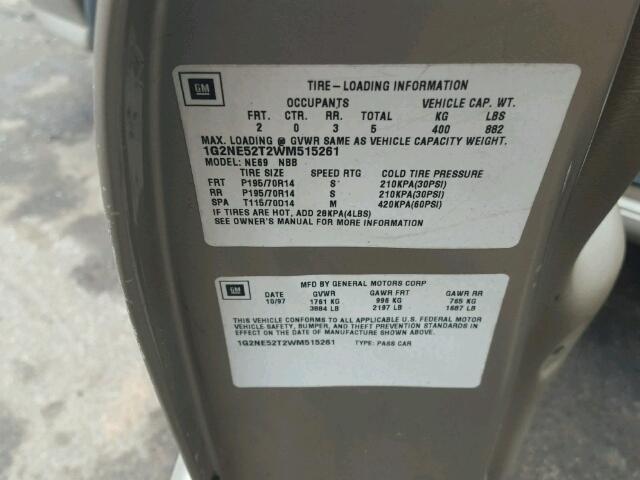 GM
TIRE-LOADING INFORMATION
OCCUPANTS VEHICLE CAP. WT.
FRT. CTR. RR. TOTAL KG LBS
2 0 3 5 400 882
MAX. LOADING @ GVWR SAME AS VEHICLE CAPACITY WEIGHT.
1G2NE52T2WM515261
MODEL: NE69 NBB
TIRE SIZE SPEED RTG COLD TIRE PRESSURE
FRT P195/70R14 S 210KPA(30PSI)
RR P195/70R14 S 210KPA(30PSI)
SPA T115/70D14 M 420KPA(60PSI)
IF TIRES ARE HOT, ADD 28KPA(4LBS)
SEE OWNER'S MANUAL FOR MORE INFORMATION
GM
MFD BY GENERAL MOTORS CORP
DATE GVWR GAWR FRT GAWR RR
10/97 1761 KG 996 KG 765 KG
3884 LB 2197 LB 1687 LB
THIS VEHICLE CONFORMS TO ALL APPLICABLE U.S. FEDERAL MOTOR
VEHICLE SAFETY, BUMPER, AND THEFT PREVENTION STANDARDS IN
EFFECT ON THE DATE OF MANUFACTURE SHOWN ABOVE.
1G2NE52T2WM515261 TYPE: PASS CAR